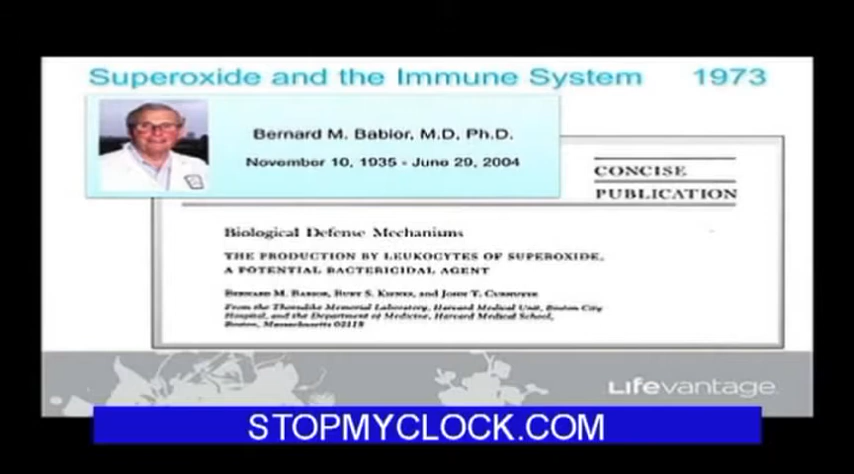 Superoxide and the Immune System 1973
Bernard M. Babior, M.D, Ph.D.
November 10, 1935 - June 29, 2004
CONCISE
PUBLICATION
Biological Defense Mechanisms
THE PRODUCTION BY LEUKOCYTES OF SUPEROXIDE,
A POTENTIAL BACTERICIDAL AGENT
BERNARD M. BABIOR, RUBY S. KIPNES, AND JOHN T. CURNUTTE
From the Thorndike Memorial Laboratory, Harvard Medical Unit, Boston City
Hospital, and the Department of Medicine, Harvard Medical School,
Boston, Massachusetts 02118
Lifevantage
STOPMYCLOCK.COM